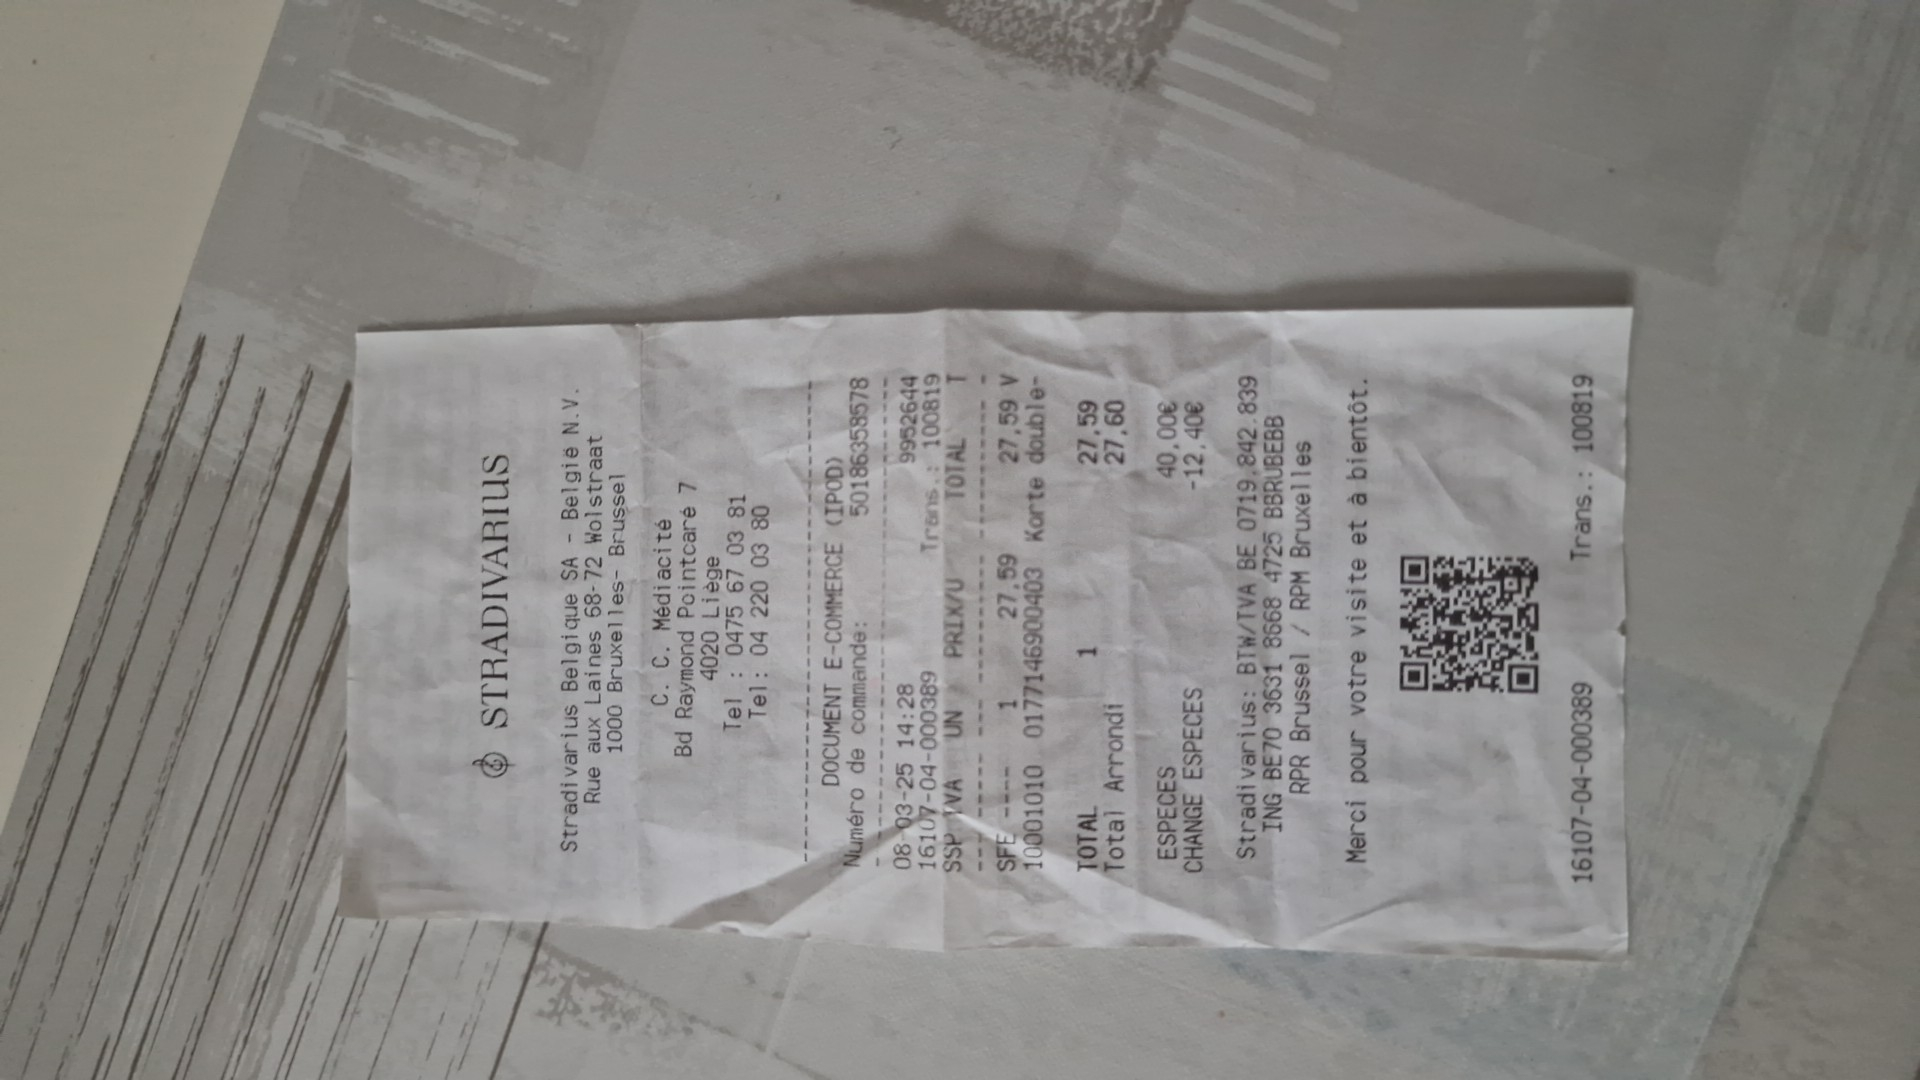 STRADIVARIUS
Stradivarius Belgique SA - België N.V.
Rue aux Laines 68-72 Wolstraat
1000 Bruxelles- Brussel
C. C. Médiacité
Bd Raymond Pointcaré 7
4020 Liège
Tel : 0475 67 03 81
Tel: 04 220 03 80
DOCUMENT E-COMMERCE (IPOD)
Numéro de commande: 50186358578
08-03-25 14:28 9952644
16107-04-000389 Trans.: 100819
SSP TVA UN PRIX/U TOTAL T
SFE ---- 1 27,59 27,59 V
10001010 01771469000403 Korte double-
TOTAL 1 27,59
Total Arrondi 27,60
ESPECES 40,00€
CHANGE ESPECES -12,40€
Stradivarius: BTW/TVA BE 0719.842.839
ING BE70 3631 8668 4725 BBRUBEBB
RPR Brussel / RPM Bruxelles
Merci pour votre visite et à bientôt.
16107-04-000389 Trans.: 100819